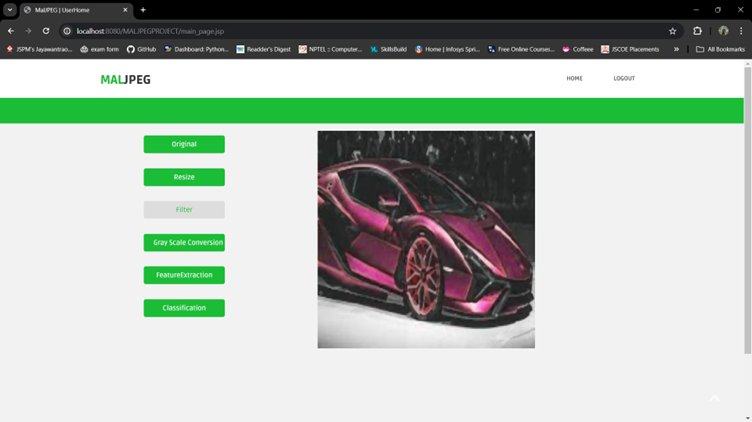 MalJPEG | UserHome
localhost:8080/MALJPEGPROJECT/main_page.jsp
JSPM's Jayawantrao... exam form GitHub Dashboard: Python... Readder's Digest NPTEL :: Computer... SkillsBuild Home | Infosys Spri... Free Online Courses... Coffeee JSCOE Placements » All Bookmarks
MALJPEG HOME LOGOUT
Original
Resize
Filter
Gray Scale Conversion
FeatureExtraction
Classification